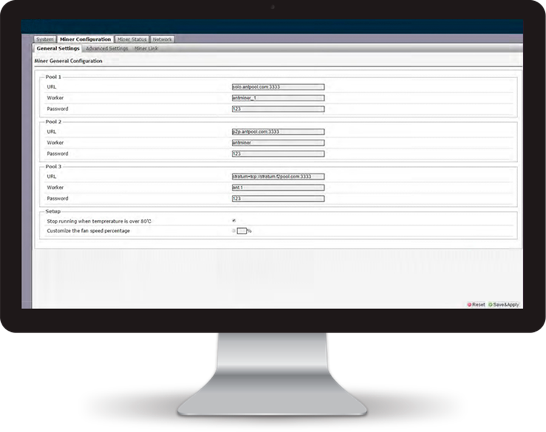 System Miner Configuration Miner Status Network
General Settings Advanced Settings Miner Lock
Miner General Configuration
Pool 1
URL solo.antpool.com:3333
Worker antminer_1
Password 123
Pool 2
URL p2p.antpool.com:3333
Worker antminer
Password 123
Pool 3
URL stratum+tcp://stratum.f2pool.com:3333
Worker ant.1
Password 123
Setup
Stop running when temprerature is over 80℃
Customize the fan speed percentage %
Reset Save&Apply